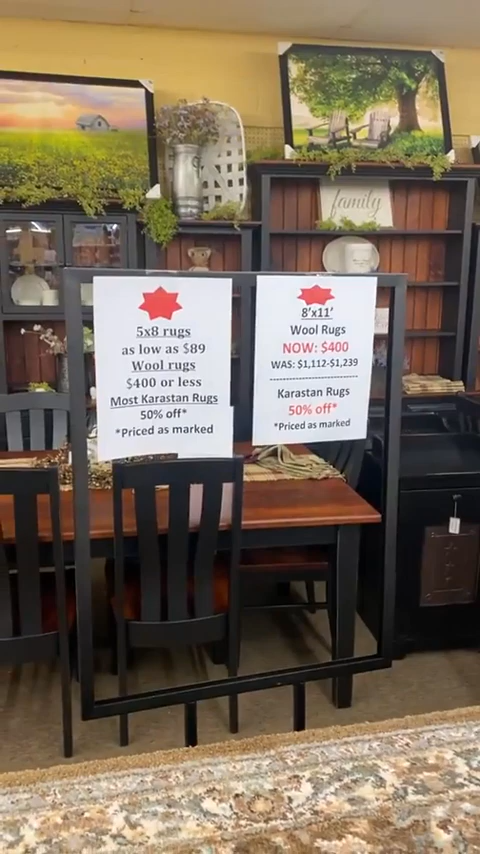 family
5x8 rugs
as low as $89
Wool rugs
$400 or less
Most Karastan Rugs
50% off*
*Priced as marked
8'x11'
Wool Rugs
NOW: $400
WAS: $1,112-$1,239
--------------------
Karastan Rugs
50% off*
*Priced as marked